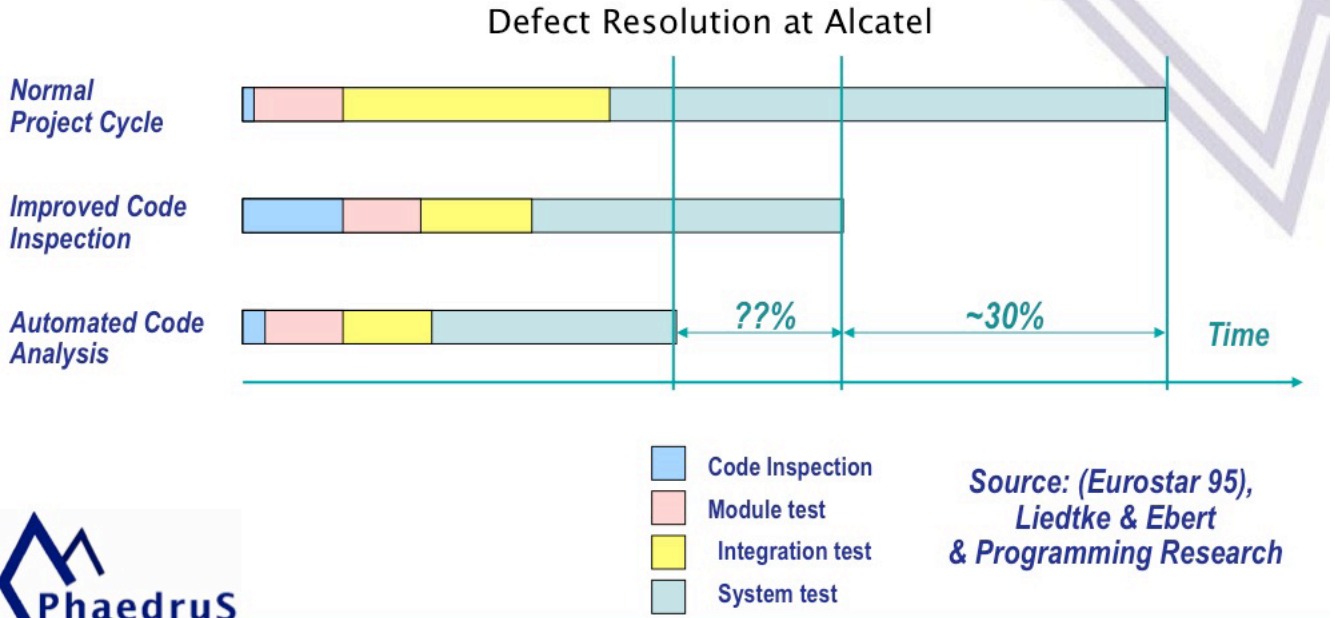 Defect Resolution at Alcatel
Normal
Project Cycle
Improved Code
Inspection
Automated Code
Analysis
??%
~30%
Time
Code Inspection
Module test
Integration test
System test
Source: (Eurostar 95),
Liedtke & Ebert
& Programming Research
PhaedruS